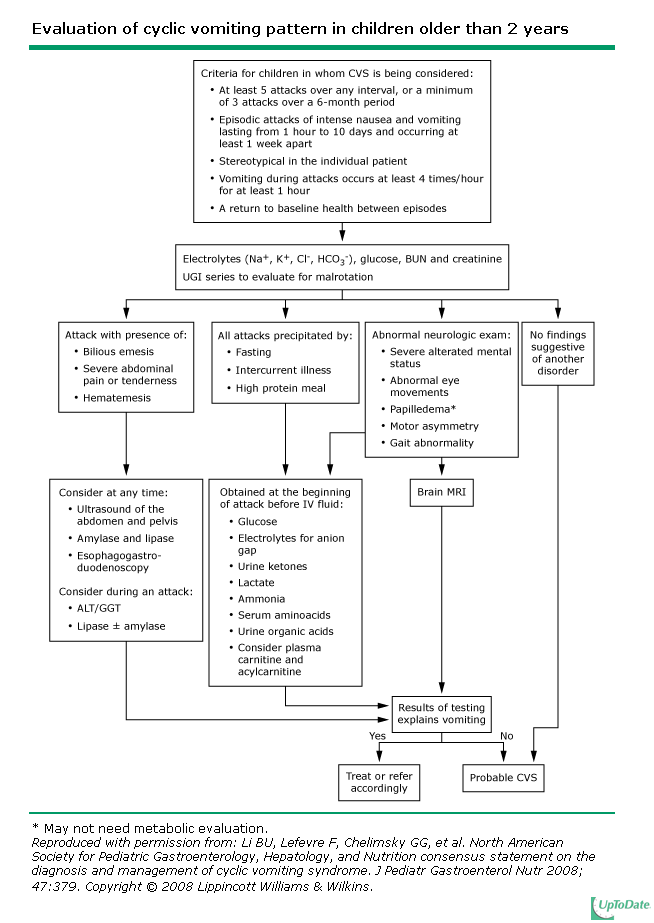 Evaluation of cyclic vomiting pattern in children older than 2 years
Criteria for children in whom CVS is being considered:
• At least 5 attacks over any interval, or a minimum
of 3 attacks over a 6-month period
• Episodic attacks of intense nausea and vomiting
lasting from 1 hour to 10 days and occurring at
least 1 week apart
• Stereotypical in the individual patient
• Vomiting during attacks occurs at least 4 times/hour
for at least 1 hour
• A return to baseline health between episodes
Electrolytes (Na+, K+, Cl-, HCO3-), glucose, BUN and creatinine
UGI series to evaluate for malrotation
Attack with presence of:
• Bilious emesis
• Severe abdominal
pain or tenderness
• Hematemesis
All attacks precipitated by:
• Fasting
• Intercurrent illness
• High protein meal
Abnormal neurologic exam:
• Severe altered mental
status
• Abnormal eye
movements
• Papilledema*
• Motor asymmetry
• Gait abnormality
No findings
suggestive
of another
disorder
Consider at any time:
• Ultrasound of the
abdomen and pelvis
• Amylase and lipase
• Esophagogastro-
duodenoscopy
Consider during an attack:
• ALT/GGT
• Lipase ± amylase
Obtained at the beginning
of attack before IV fluid:
• Glucose
• Electrolytes for anion
gap
• Urine ketones
• Lactate
• Ammonia
• Serum aminoacids
• Urine organic acids
• Consider plasma
carnitine and
acylcarnitine
Brain MRI
Results of testing
explains vomiting
Yes
No
Treat or refer
accordingly
Probable CVS
* May not need metabolic evaluation.
Reproduced with permission from: Li BU, Lefevre F, Chelimsky GG, et al. North American
Society for Pediatric Gastroenterology, Hepatology, and Nutrition consensus statement on the
diagnosis and management of cyclic vomiting syndrome. J Pediatr Gastroenterol Nutr 2008;
47:379. Copyright © 2008 Lippincott Williams & Wilkins.
UpToDate